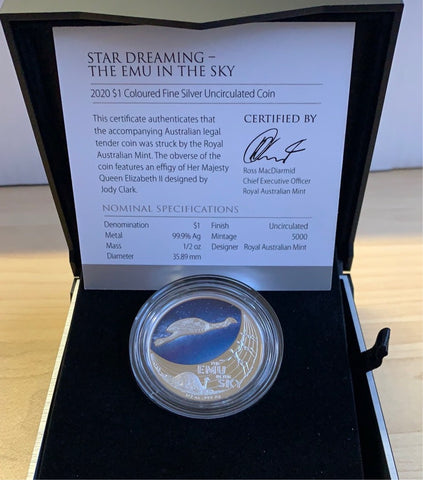 STAR DREAMING –
THE EMU IN THE SKY
2020 $1 Coloured Fine Silver Uncirculated Coin
This certificate authenticates that
the accompanying Australian legal
tender coin was struck by the Royal
Australian Mint. The obverse of the
coin features an effigy of Her Majesty
Queen Elizabeth II designed by
Jody Clark.
CERTIFIED BY
Ross MacDiarmid
Chief Executive Officer
Royal Australian Mint
NOMINAL SPECIFICATIONS
Denomination $1 Finish Uncirculated
Metal 99.9% Ag Mintage 5000
Mass 1/2 oz Designer Royal Australian Mint
Diameter 35.89 mm
THE
EMU
IN THE
SKY